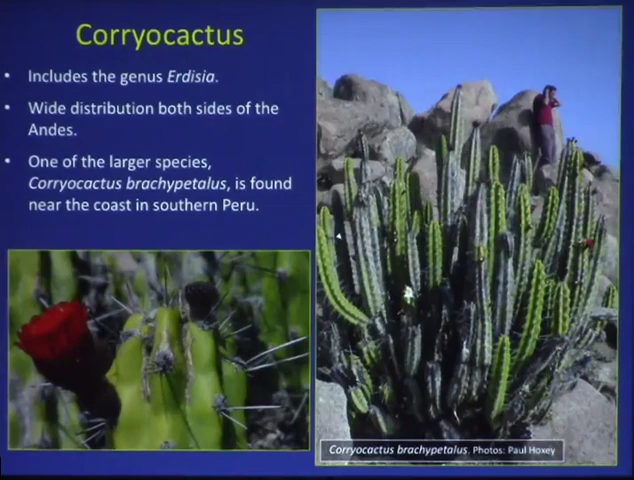 Corryocactus
• Includes the genus Erdisia.
• Wide distribution both sides of the
Andes.
• One of the larger species,
Corryocactus brachypetalus, is found
near the coast in southern Peru.
Corryocactus brachypetalus. Photos: Paul Hoxey